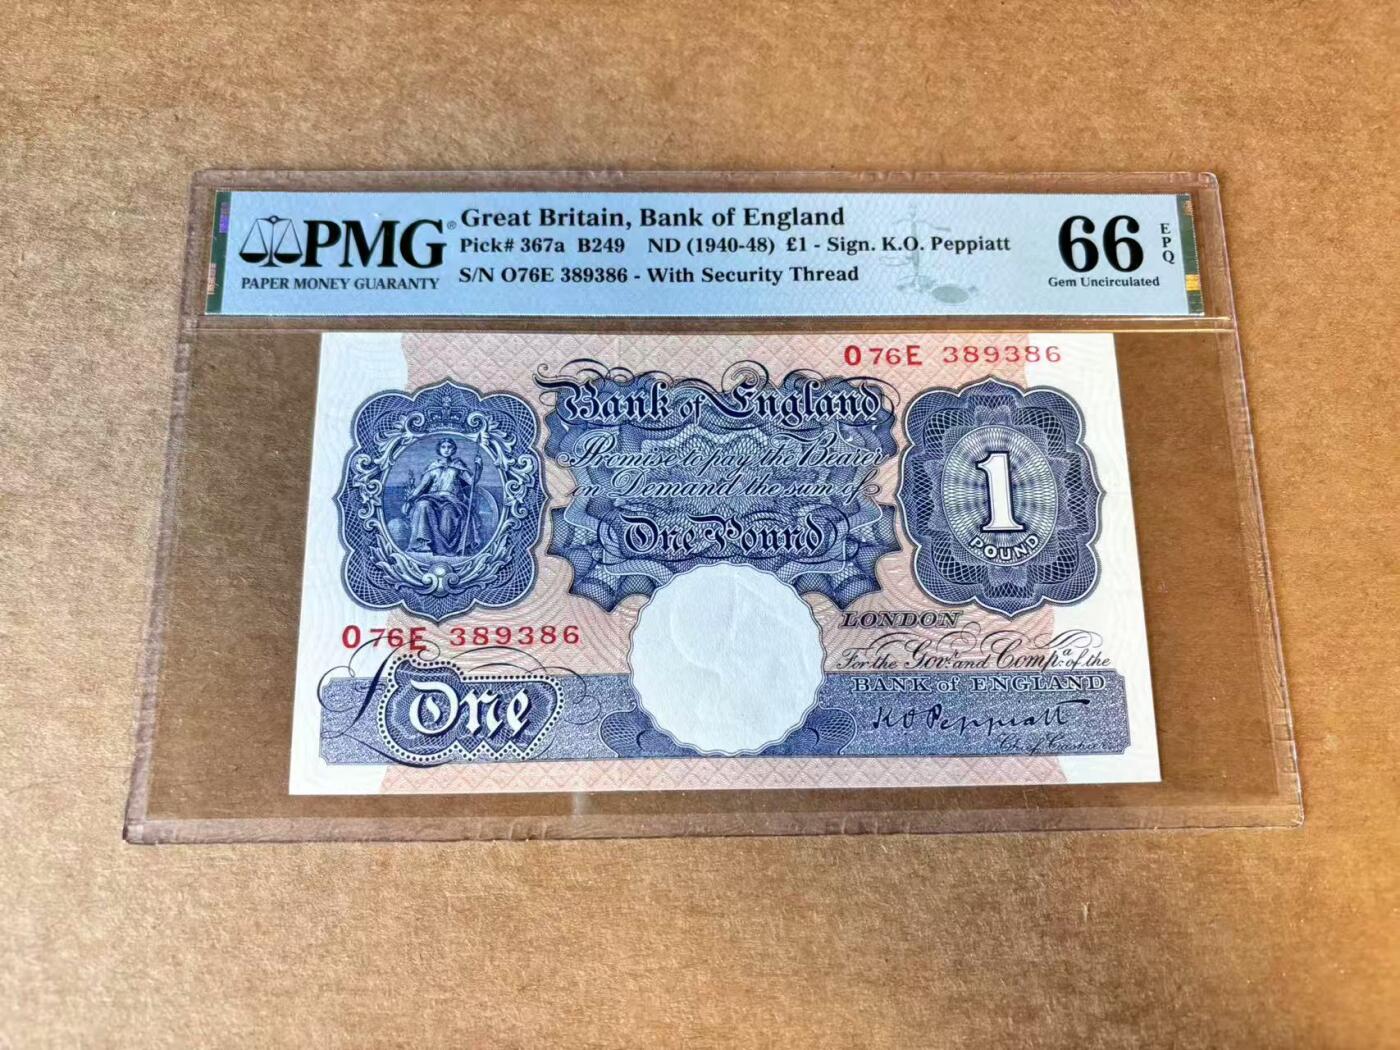 PMG®
PAPER MONEY GUARANTY
Great Britain, Bank of England
Pick# 367a B249 ND (1940-48) £1 - Sign. K.O. Peppiatt
S/N O76E 389386 - With Security Thread
66 EPQ
Gem Uncirculated
O76E 389386
Bank of England
Promise to pay the Bearer
on Demand the sum of
One Pound
1
POUND
O76E 389386
LONDON
For the Govr. and Compa. of the
BANK of ENGLAND
K O Peppiatt
Chief Cashier
One